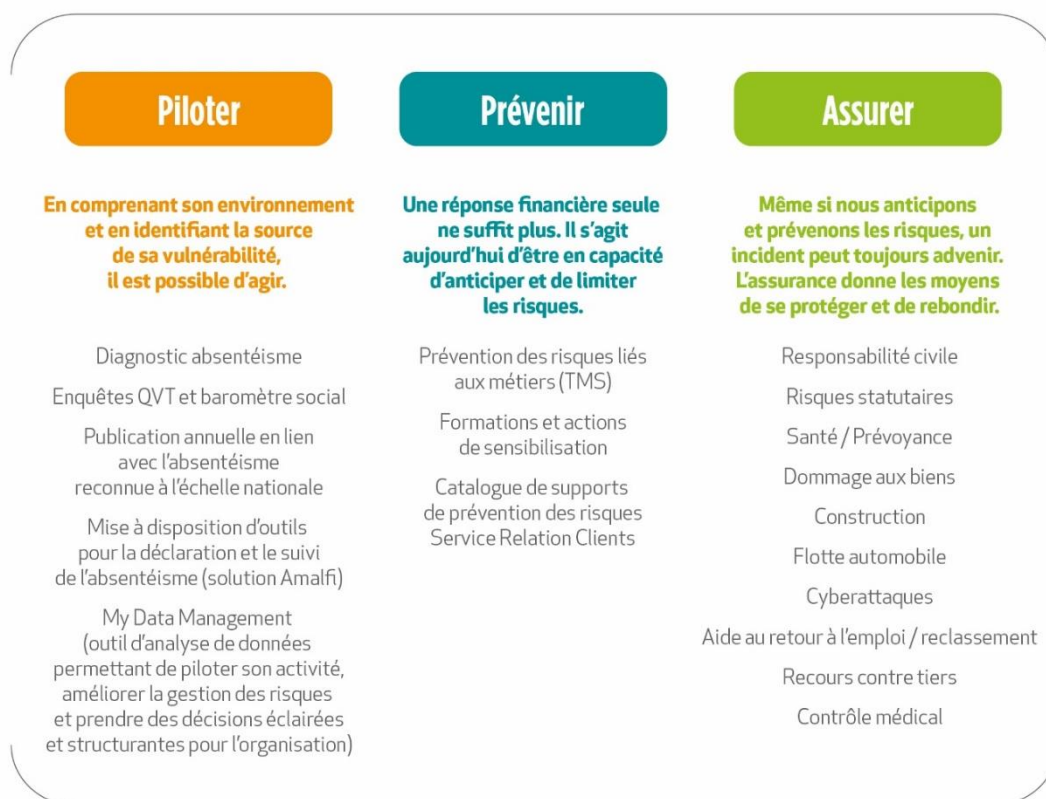 Piloter
En comprenant son environnement
et en identifiant la source
de sa vulnérabilité,
il est possible d'agir.
Diagnostic absentéisme
Enquêtes QVT et baromètre social
Publication annuelle en lien
avec l'absentéisme
reconnue à l'échelle nationale
Mise à disposition d'outils
pour la déclaration et le suivi
de l'absentéisme (solution Amalfi)
My Data Management
(outil d'analyse de données
permettant de piloter son activité,
améliorer la gestion des risques
et prendre des décisions éclairées
et structurantes pour l'organisation)
Prévenir
Une réponse financière seule
ne suffit plus. Il s'agit
aujourd'hui d'être en capacité
d'anticiper et de limiter
les risques.
Prévention des risques liés
aux métiers (TMS)
Formations et actions
de sensibilisation
Catalogue de supports
de prévention des risques
Service Relation Clients
Assurer
Même si nous anticipons
et prévenons les risques, un
incident peut toujours advenir.
L'assurance donne les moyens
de se protéger et de rebondir.
Responsabilité civile
Risques statutaires
Santé / Prévoyance
Dommage aux biens
Construction
Flotte automobile
Cyberattaques
Aide au retour à l'emploi / reclassement
Recours contre tiers
Contrôle médical